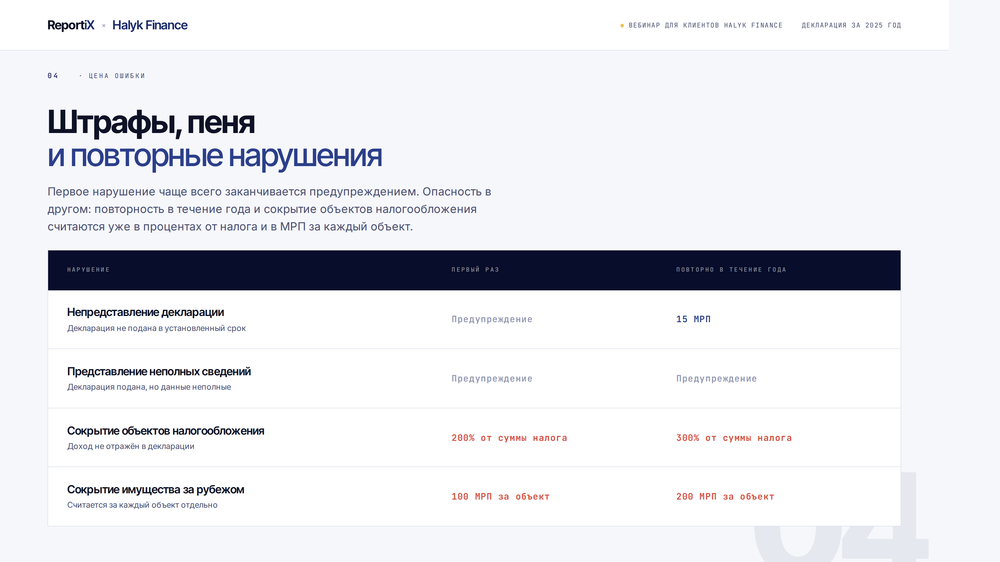 ReportiX × Halyk Finance
ВЕБИНАР ДЛЯ КЛИЕНТОВ HALYK FINANCE
ДЕКЛАРАЦИЯ ЗА 2025 ГОД
04 · ЦЕНА ОШИБКИ
Штрафы, пеня
и повторные нарушения
Первое нарушение чаще всего заканчивается предупреждением. Опасность в
другом: повторность в течение года и сокрытие объектов налогообложения
считаются уже в процентах от налога и в МРП за каждый объект.
НАРУШЕНИЕ ПЕРВЫЙ РАЗ ПОВТОРНО В ТЕЧЕНИЕ ГОДА
Непредставление декларации
Декларация не подана в установленный срок
Предупреждение
15 МРП
Представление неполных сведений
Декларация подана, но данные неполные
Предупреждение
Предупреждение
Сокрытие объектов налогообложения
Доход не отражён в декларации
200% от суммы налога
300% от суммы налога
Сокрытие имущества за рубежом
Считается за каждый объект отдельно
100 МРП за объект
200 МРП за объект
04